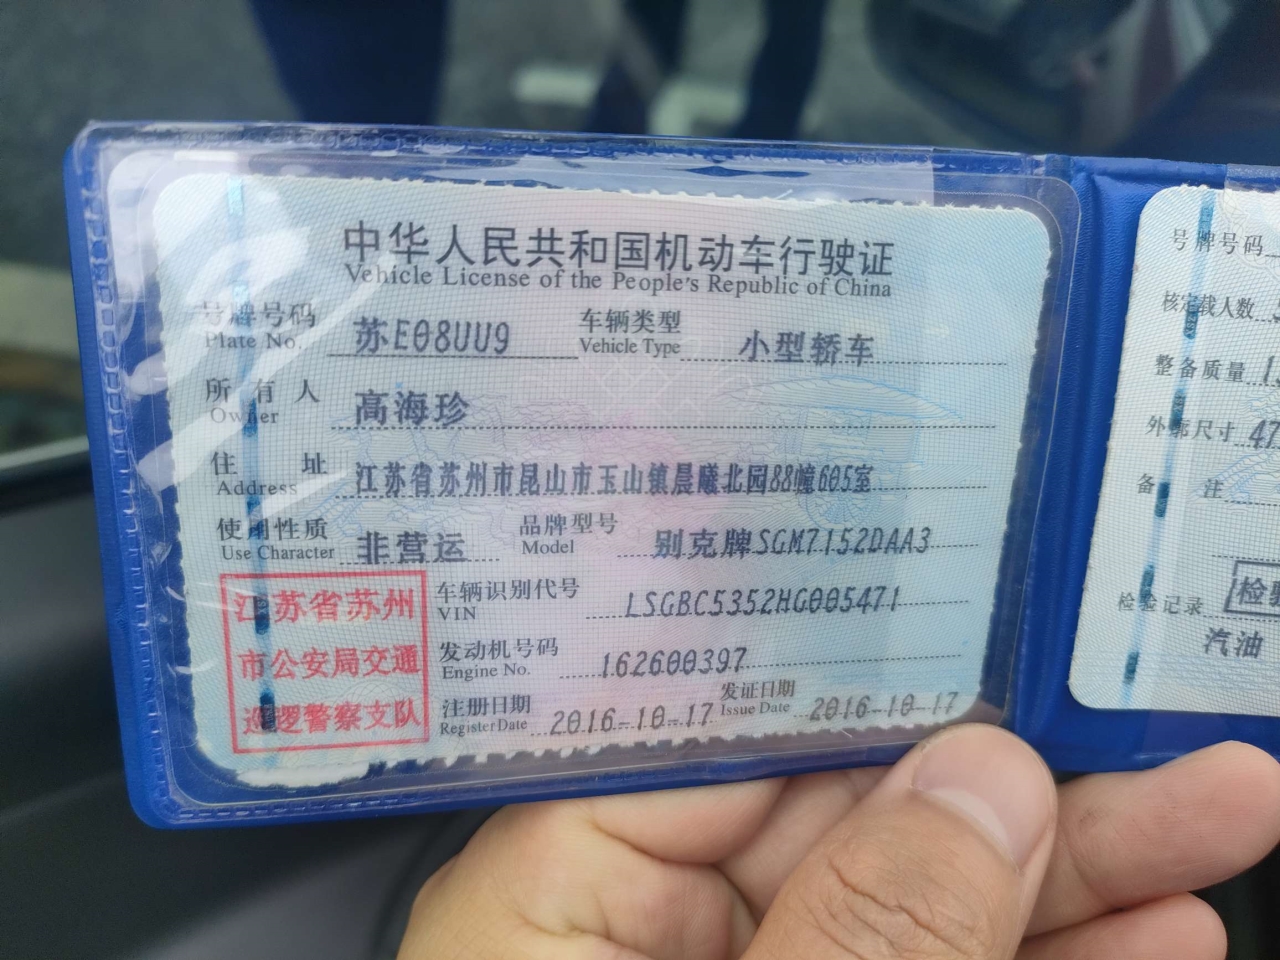 中华人民共和国机动车行驶证
Vehicle License of the People's Republic of China
号牌号码 苏E08UU9 车辆类型 小型轿车
Plate No. Vehicle Type
所有人 高海珍
Owner
住址 江苏省苏州市昆山市玉山镇晨曦北园88幢605室
Address
使用性质 非营运 品牌型号 别克牌SGM7152DAA3
Use Character Model
车辆识别代号 LSGBC5352HG005471
VIN
发动机号码 162600397
Engine No.
注册日期 2016-10-17 发证日期 2016-10-17
Register Date Issue Date
江苏省苏州
市公安局交通
巡逻警察支队
号牌号码
核定载人数
整备质量
外廓尺寸 47
备注
检验记录 检验
汽油